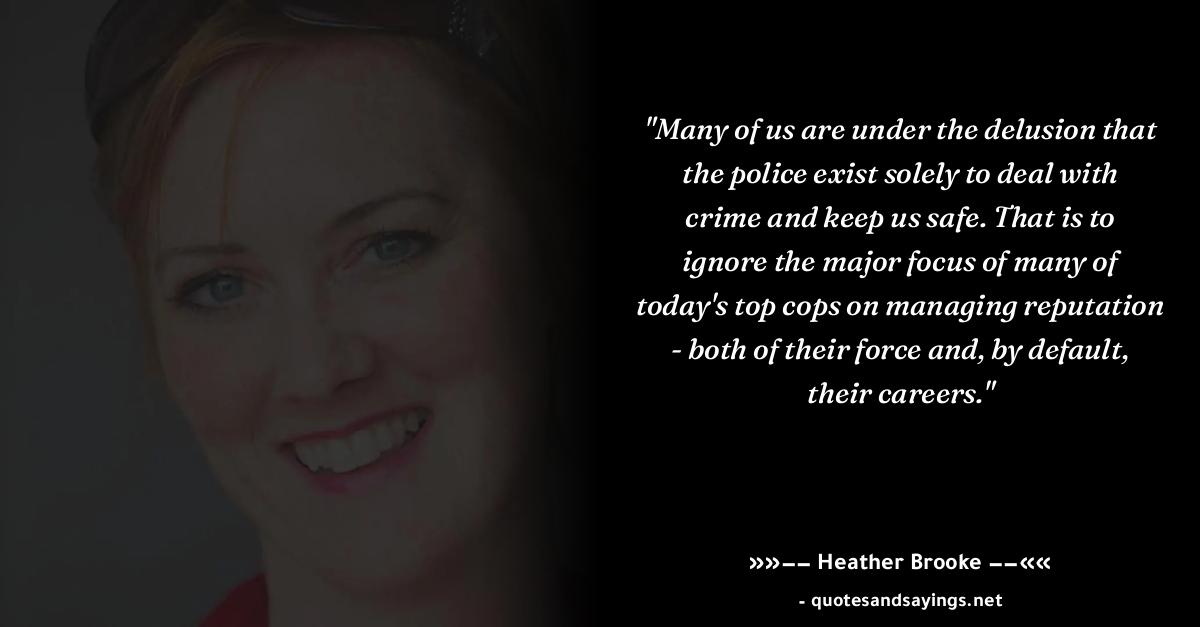 "Many of us are under the delusion that
the police exist solely to deal with
crime and keep us safe. That is to
ignore the major focus of many of
today's top cops on managing reputation
- both of their force and, by default,
their careers."
»»−− Heather Brooke −−««
- quotesandsayings.net